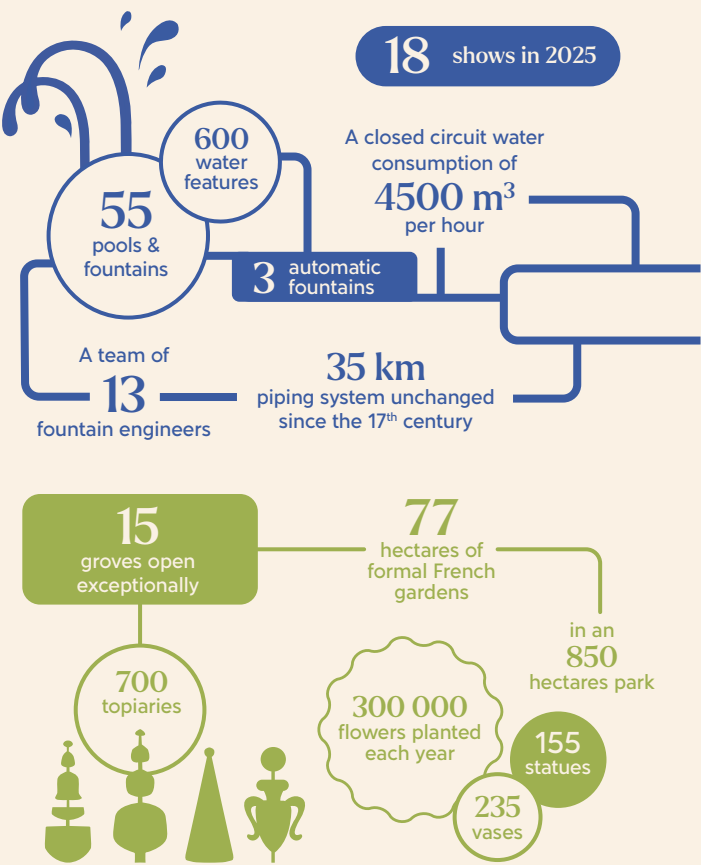 18 shows in 2025
600
water
features
A closed circuit water
consumption of
4500 m³
per hour
55
pools &
fountains
3 automatic
fountains
A team of
13
fountain engineers
35 km
piping system unchanged
since the 17th century
15
groves open
exceptionally
77
hectares of
formal French
gardens
in an
850
hectares park
700
topiaries
300 000
flowers planted
each year
155
statues
235
vases